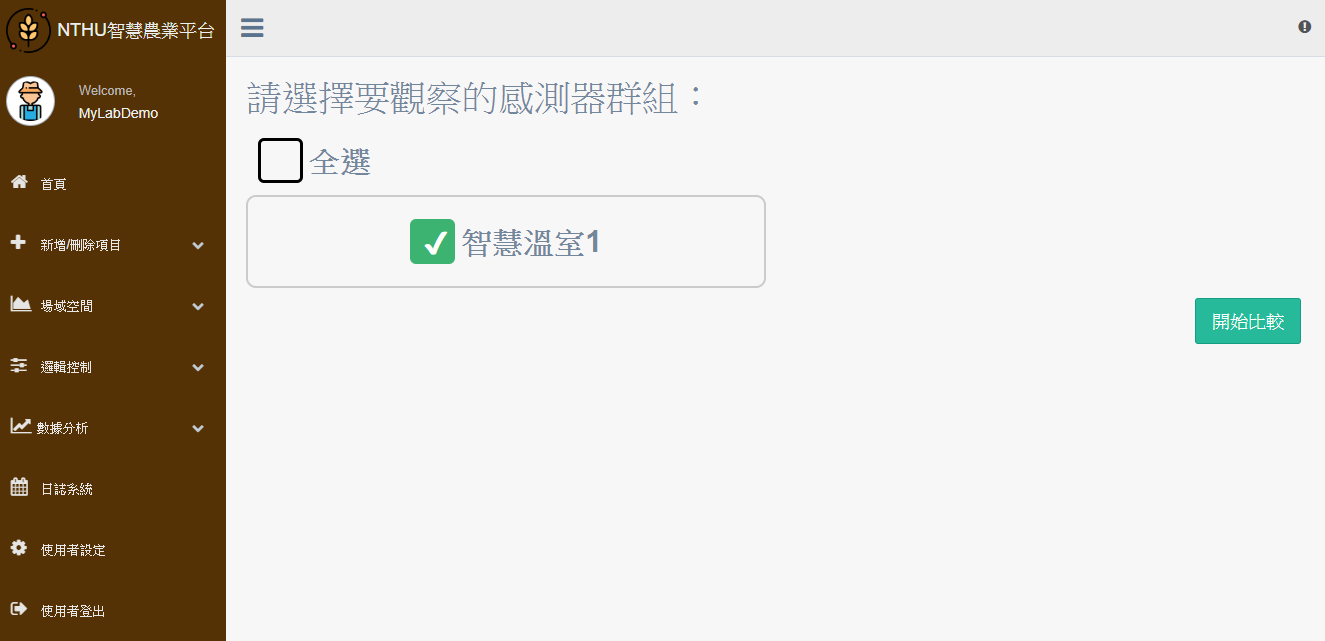 NTHU智慧農業平台
Welcome,
MyLabDemo
首頁
新增/刪除項目
場域空間
邏輯控制
數據分析
日誌系統
使用者設定
使用者登出
請選擇要觀察的感測器群組：
全選
智慧溫室1
開始比較